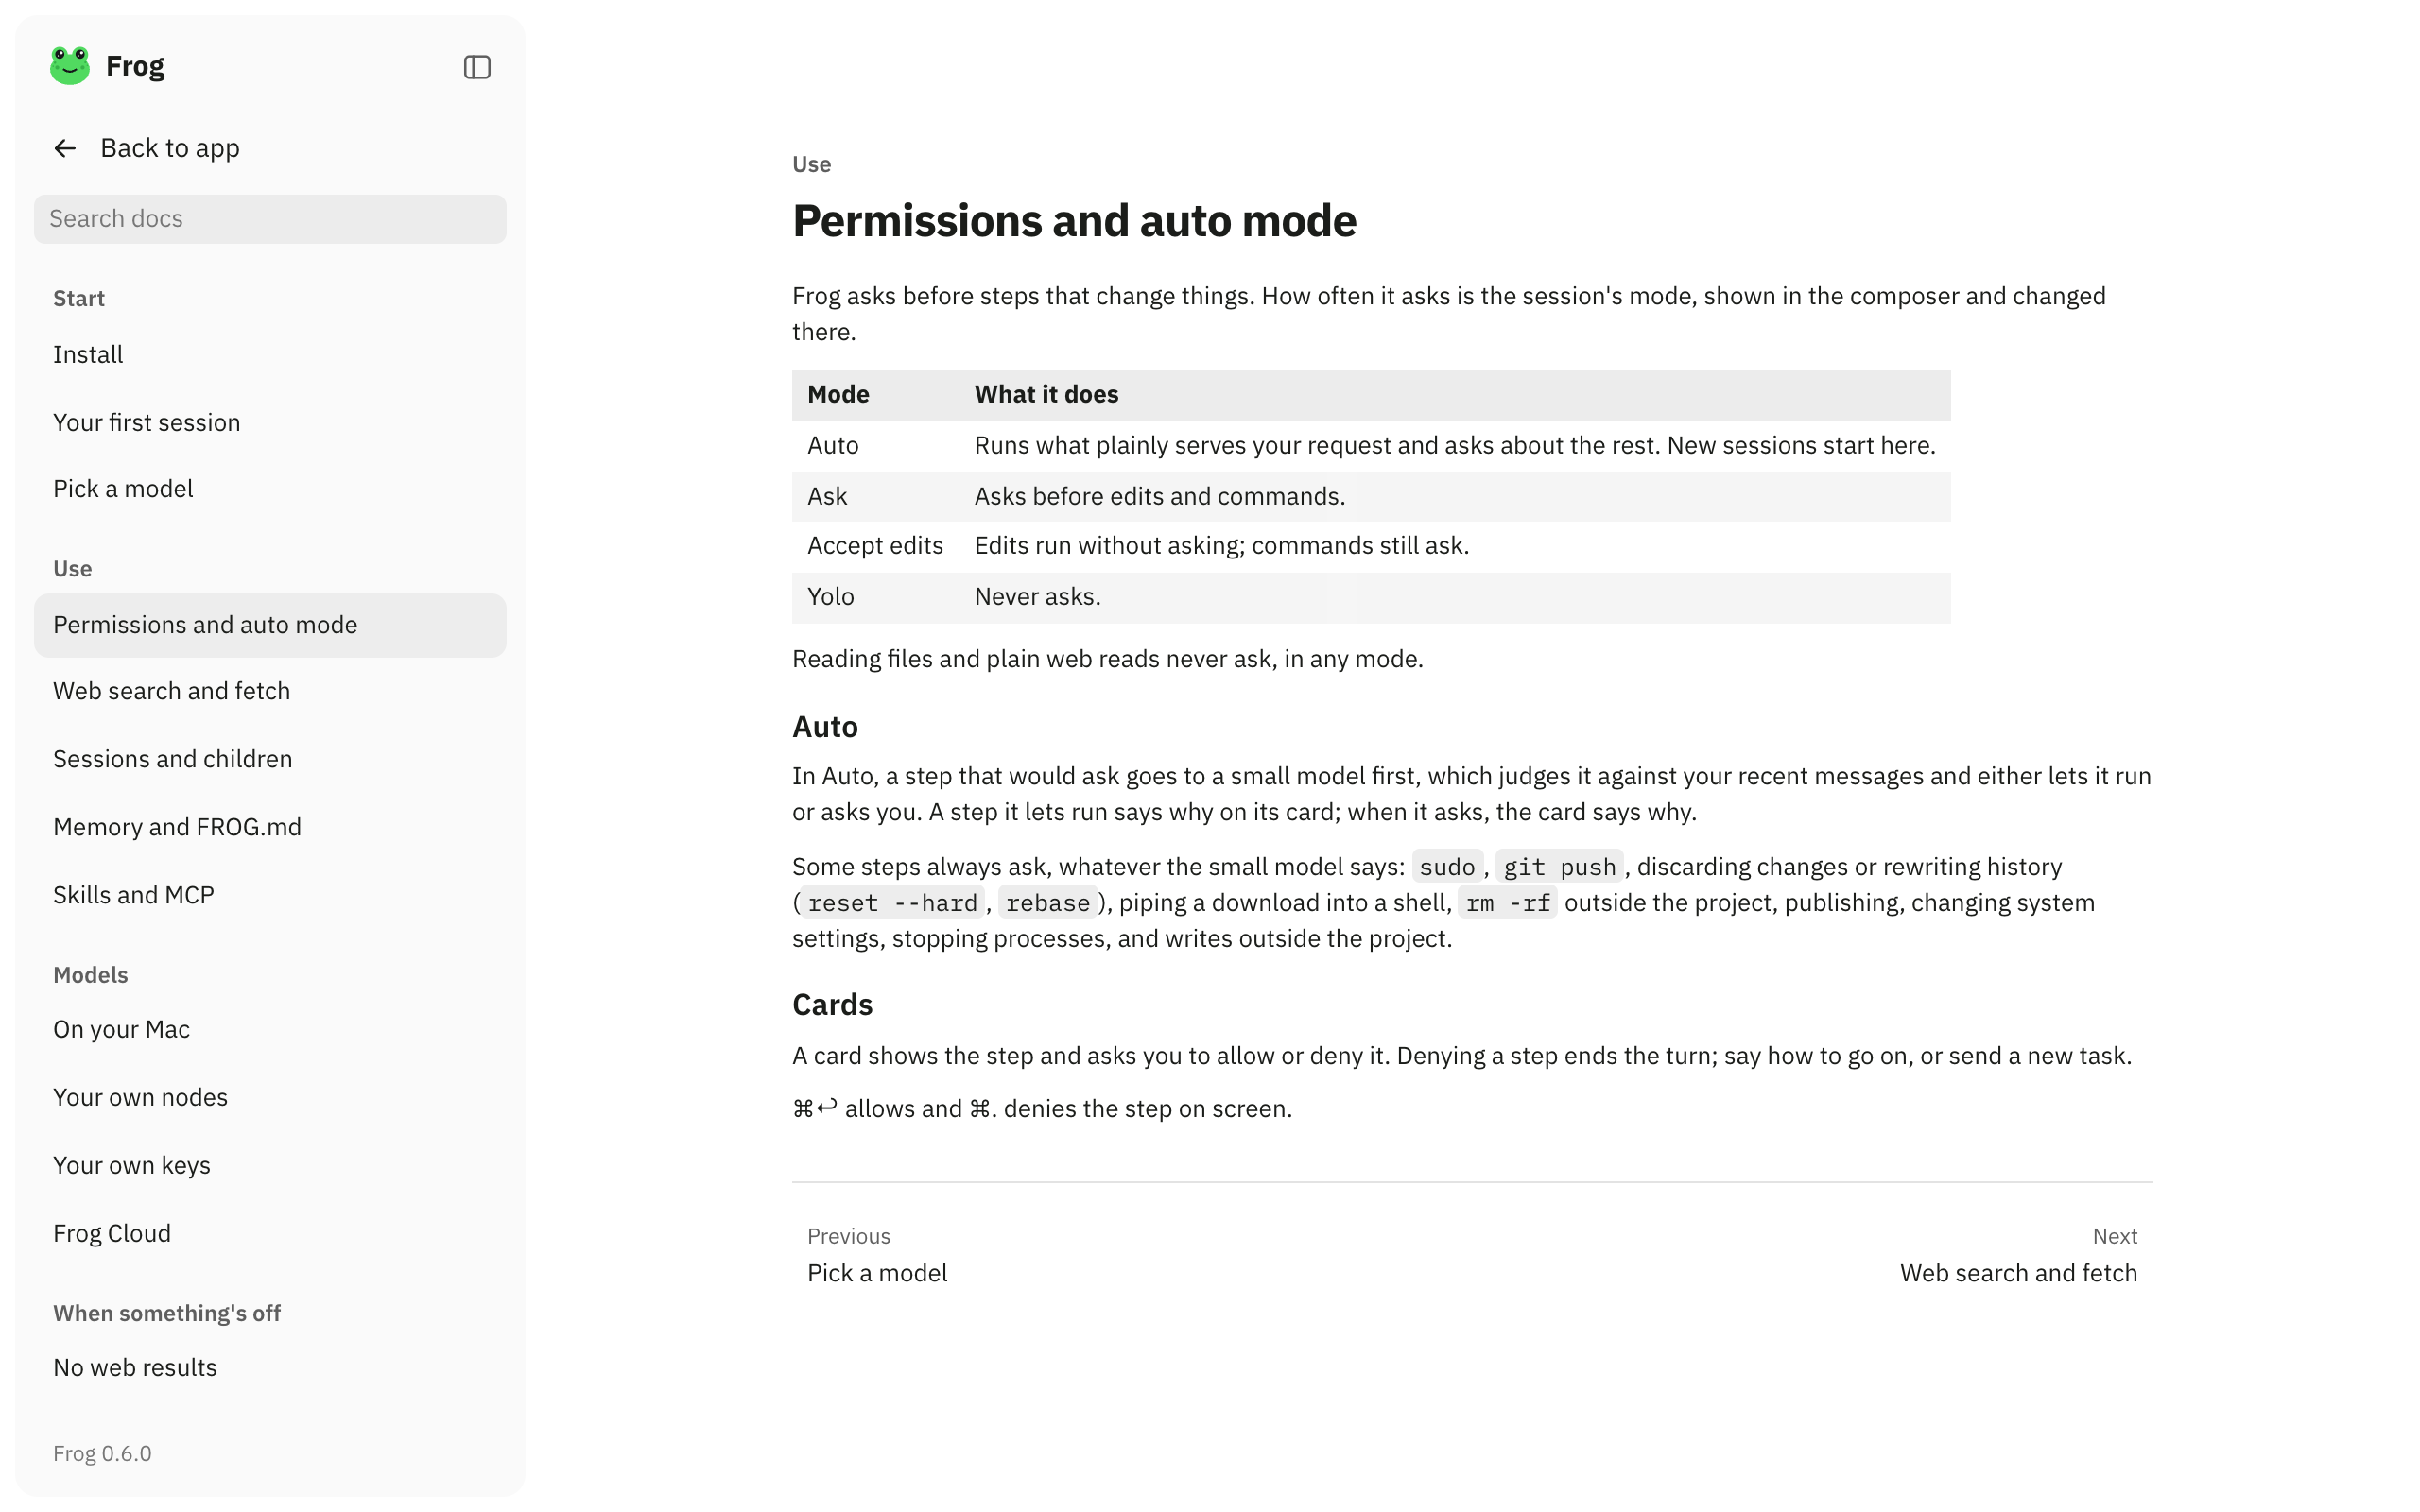 Frog
Back to app
Search docs
Start
Install
Your first session
Pick a model
Use
Permissions and auto mode
Web search and fetch
Sessions and children
Memory and FROG.md
Skills and MCP
Models
On your Mac
Your own nodes
Your own keys
Frog Cloud
When something's off
No web results
Frog 0.6.0
Use
Permissions and auto mode
Frog asks before steps that change things. How often it asks is the session's mode, shown in the composer and changed
there.
Mode What it does
Auto Runs what plainly serves your request and asks about the rest. New sessions start here.
Ask Asks before edits and commands.
Accept edits Edits run without asking; commands still ask.
Yolo Never asks.
Reading files and plain web reads never ask, in any mode.
Auto
In Auto, a step that would ask goes to a small model first, which judges it against your recent messages and either lets it run
or asks you. A step it lets run says why on its card; when it asks, the card says why.
Some steps always ask, whatever the small model says: sudo, git push, discarding changes or rewriting history
(reset --hard, rebase), piping a download into a shell, rm -rf outside the project, publishing, changing system
settings, stopping processes, and writes outside the project.
Cards
A card shows the step and asks you to allow or deny it. Denying a step ends the turn; say how to go on, or send a new task.
⌘↩ allows and ⌘. denies the step on screen.
Previous Next
Pick a model Web search and fetch